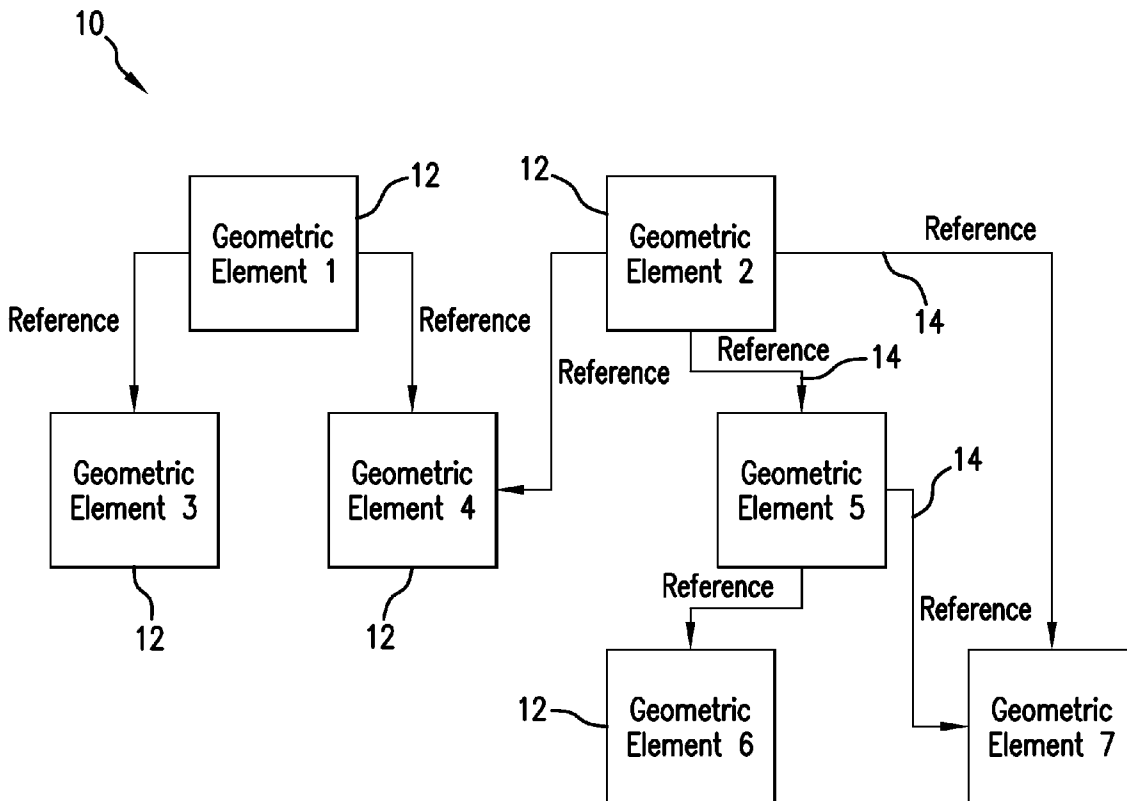 10
12
12
Geometric
Element 1
Geometric
Element 2
Reference
14
Reference
Reference
Reference
14
Reference
Geometric
Element 3
Geometric
Element 4
Geometric
Element 5
14
12
12
Reference
Reference
12
Geometric
Element 6
Geometric
Element 7